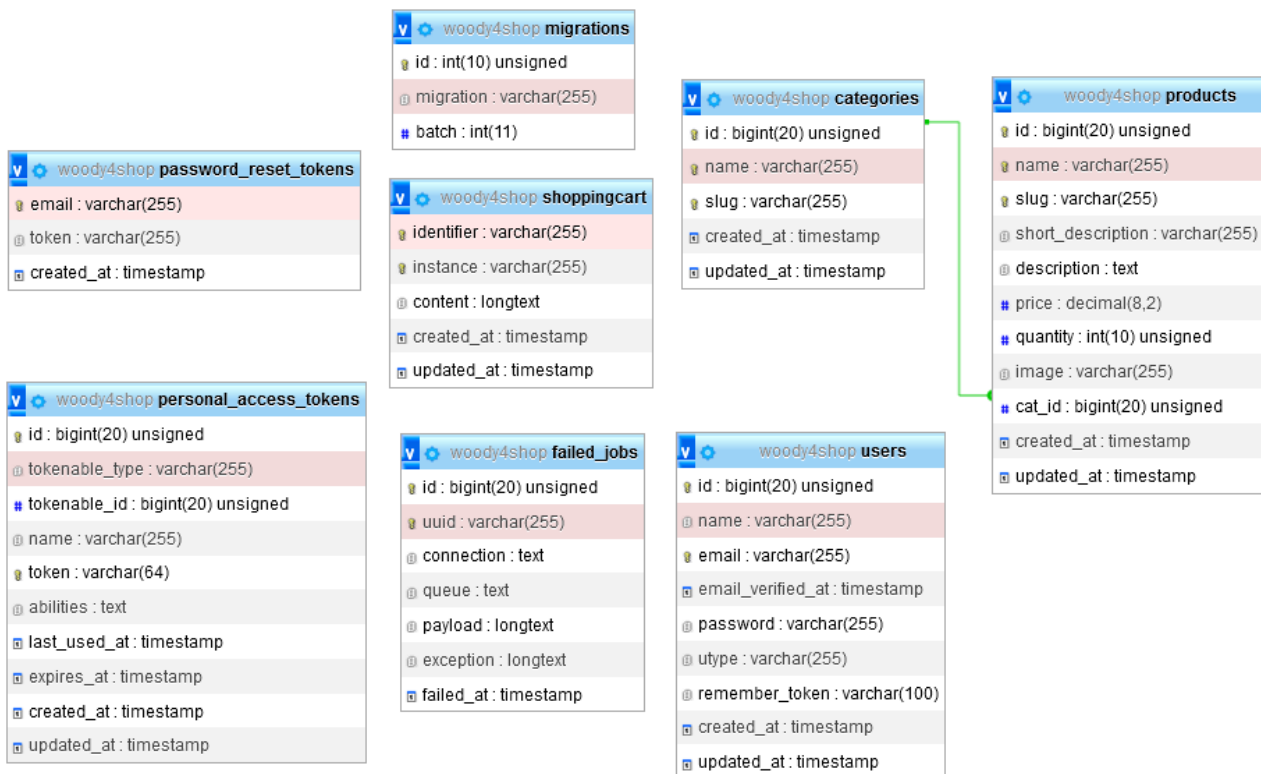 woody4shop migrations
id : int(10) unsigned
migration : varchar(255)
# batch : int(11)
woody4shop categories
id : bigint(20) unsigned
name : varchar(255)
slug : varchar(255)
created_at : timestamp
updated_at : timestamp
woody4shop products
id : bigint(20) unsigned
name : varchar(255)
slug : varchar(255)
short_description : varchar(255)
description : text
# price : decimal(8,2)
# quantity : int(10) unsigned
image : varchar(255)
# cat_id : bigint(20) unsigned
created_at : timestamp
updated_at : timestamp
woody4shop password_reset_tokens
email : varchar(255)
token : varchar(255)
created_at : timestamp
woody4shop shoppingcart
identifier : varchar(255)
instance : varchar(255)
content : longtext
created_at : timestamp
updated_at : timestamp
woody4shop personal_access_tokens
id : bigint(20) unsigned
tokenable_type : varchar(255)
# tokenable_id : bigint(20) unsigned
name : varchar(255)
token : varchar(64)
abilities : text
last_used_at : timestamp
expires_at : timestamp
created_at : timestamp
updated_at : timestamp
woody4shop failed_jobs
id : bigint(20) unsigned
uuid : varchar(255)
connection : text
queue : text
payload : longtext
exception : longtext
failed_at : timestamp
woody4shop users
id : bigint(20) unsigned
name : varchar(255)
email : varchar(255)
email_verified_at : timestamp
password : varchar(255)
utype : varchar(255)
remember_token : varchar(100)
created_at : timestamp
updated_at : timestamp